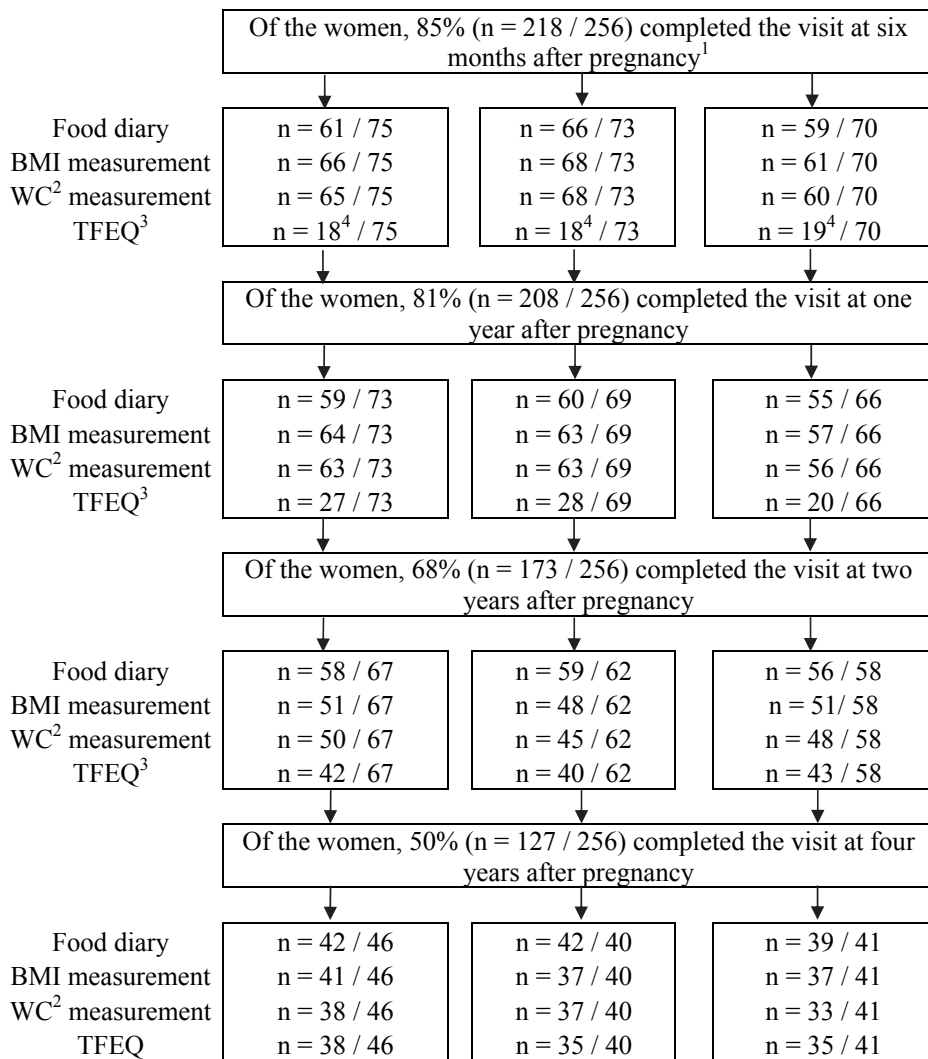 Of the women, 85% (n = 218 / 256) completed the visit at six
months after pregnancy¹
Food diary n = 61 / 75 n = 66 / 73 n = 59 / 70
BMI measurement n = 66 / 75 n = 68 / 73 n = 61 / 70
WC² measurement n = 65 / 75 n = 68 / 73 n = 60 / 70
TFEQ³ n = 18⁴ / 75 n = 18⁴ / 73 n = 19⁴ / 70
Of the women, 81% (n = 208 / 256) completed the visit at one
year after pregnancy
Food diary n = 59 / 73 n = 60 / 69 n = 55 / 66
BMI measurement n = 64 / 73 n = 63 / 69 n = 57 / 66
WC² measurement n = 63 / 73 n = 63 / 69 n = 56 / 66
TFEQ³ n = 27 / 73 n = 28 / 69 n = 20 / 66
Of the women, 68% (n = 173 / 256) completed the visit at two
years after pregnancy
Food diary n = 58 / 67 n = 59 / 62 n = 56 / 58
BMI measurement n = 51 / 67 n = 48 / 62 n = 51/ 58
WC² measurement n = 50 / 67 n = 45 / 62 n = 48 / 58
TFEQ³ n = 42 / 67 n = 40 / 62 n = 43 / 58
Of the women, 50% (n = 127 / 256) completed the visit at four
years after pregnancy
Food diary n = 42 / 46 n = 42 / 40 n = 39 / 41
BMI measurement n = 41 / 46 n = 37 / 40 n = 37 / 41
WC² measurement n = 38 / 46 n = 37 / 40 n = 33 / 41
TFEQ n = 38 / 46 n = 35 / 40 n = 35 / 41